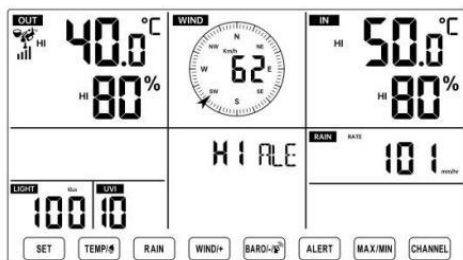 OUT HI 40.0°C
HI 80%
WIND
N
NW NE
Km/h
W 62 E
SW SE
S
IN HI 50.0°C
HI 80%
HI ALE
RAIN RATE
101 mm/hr
LIGHT Klux
100
UVI
10
SET TEMP/ RAIN WIND/+ BARO/-/ ALERT MAX/MIN CHANNEL